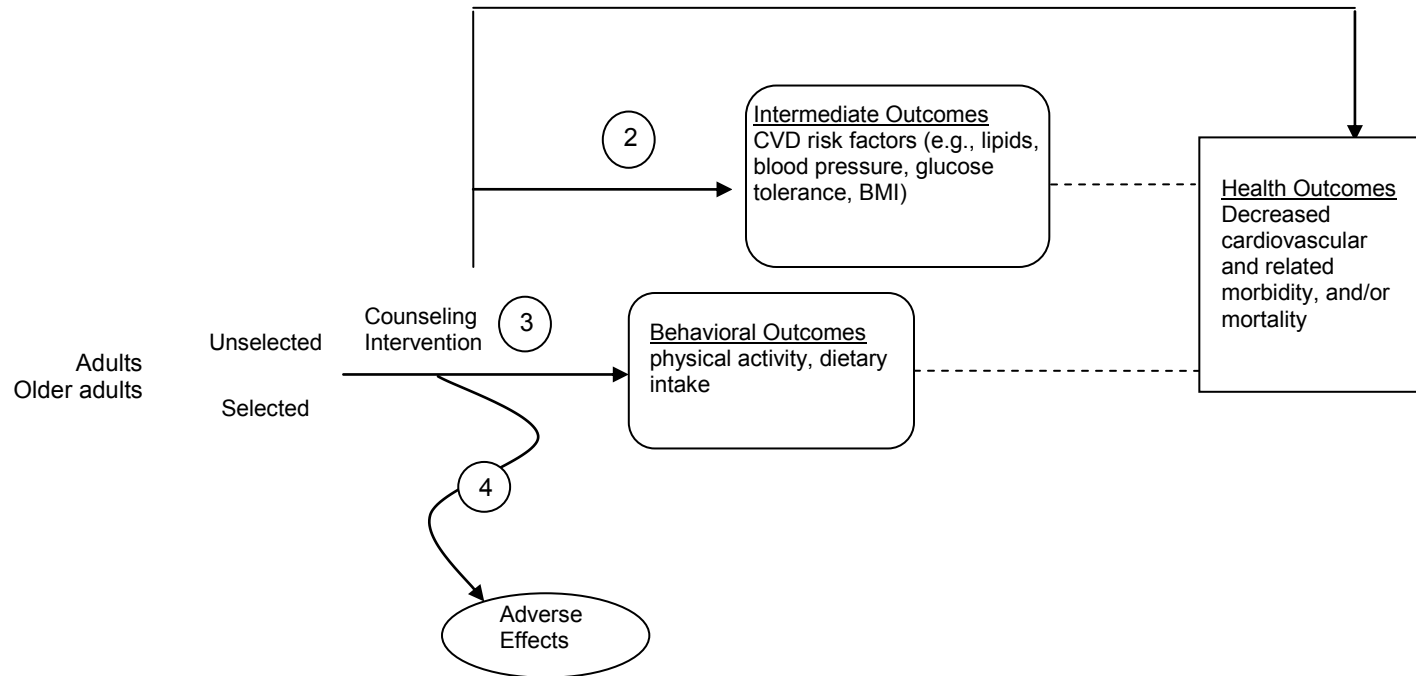 2
Intermediate Outcomes
CVD risk factors (e.g., lipids,
blood pressure, glucose
tolerance, BMI)
Health Outcomes
Decreased
cardiovascular
and related
morbidity, and/or
mortality
Adults
Older adults
Unselected
Selected
Counseling
Intervention
3
Behavioral Outcomes
physical activity, dietary
intake
4
Adverse
Effects